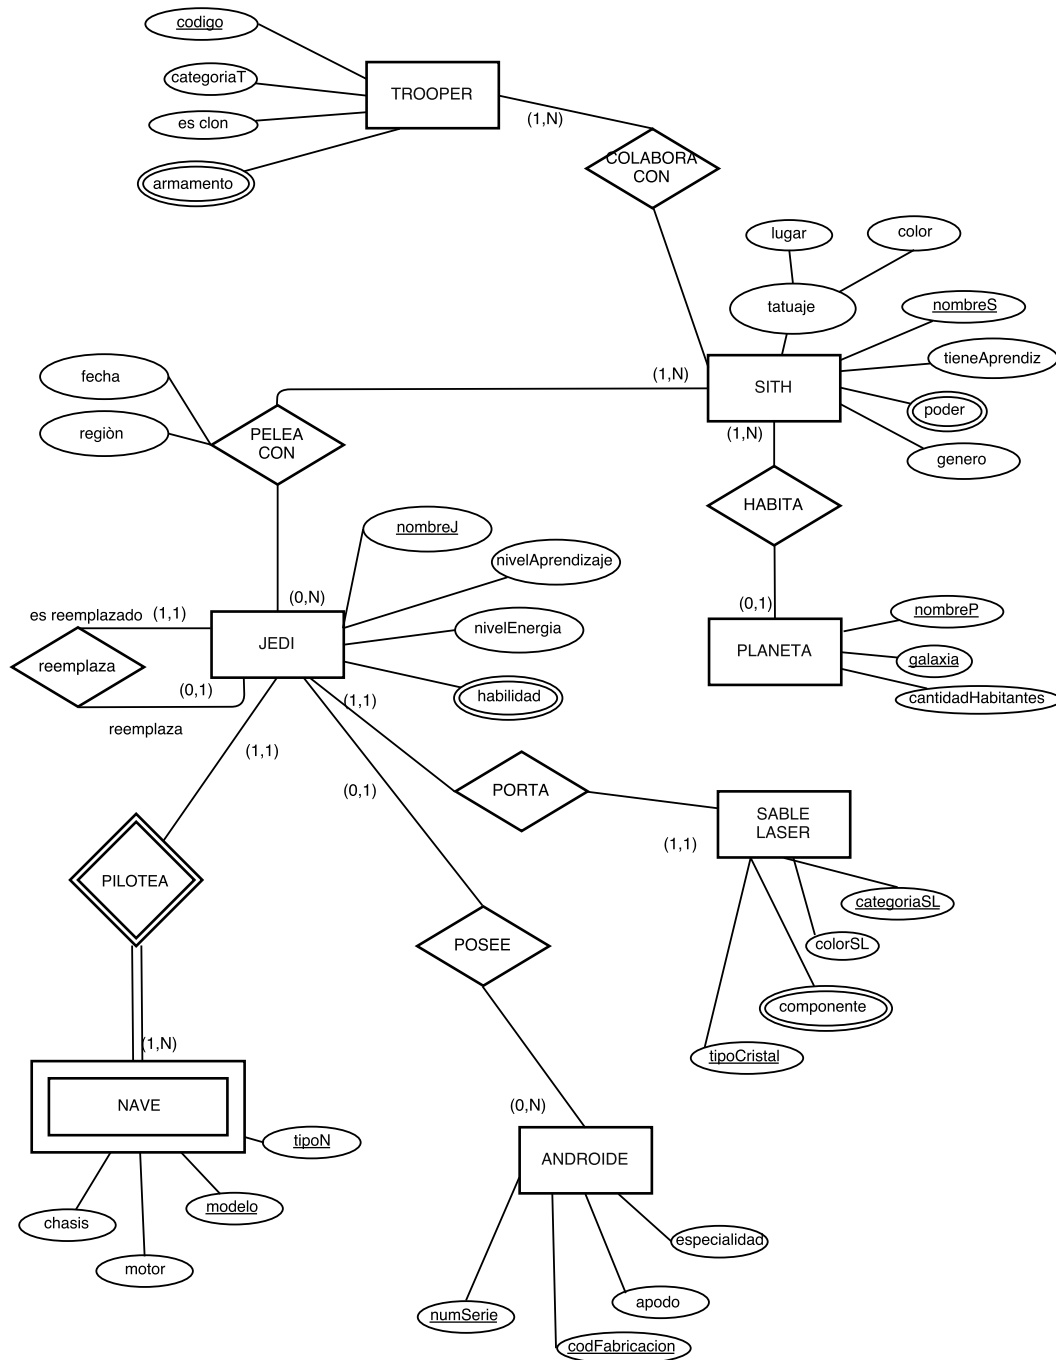 codigo
categoriaT
es clon
armamento
TROOPER
(1,N)
COLABORA
CON
lugar
color
tatuaje
nombreS
tieneAprendiz
poder
genero
SITH
(1,N)
(1,N)
fecha
regiòn
PELEA
CON
HABITA
nombreJ
nivelAprendizaje
nivelEnergia
habilidad
(0,N)
JEDI
es reemplazado
(1,1)
reemplaza
(0,1)
reemplaza
(0,1)
PLANETA
nombreP
galaxia
cantidadHabitantes
(1,1)
(1,1)
(0,1)
PORTA
(1,1)
SABLE
LASER
categoriaSL
colorSL
componente
tipoCristal
PILOTEA
POSEE
(1,N)
NAVE
tipoN
modelo
chasis
motor
(0,N)
ANDROIDE
especialidad
apodo
numSerie
codFabricacion